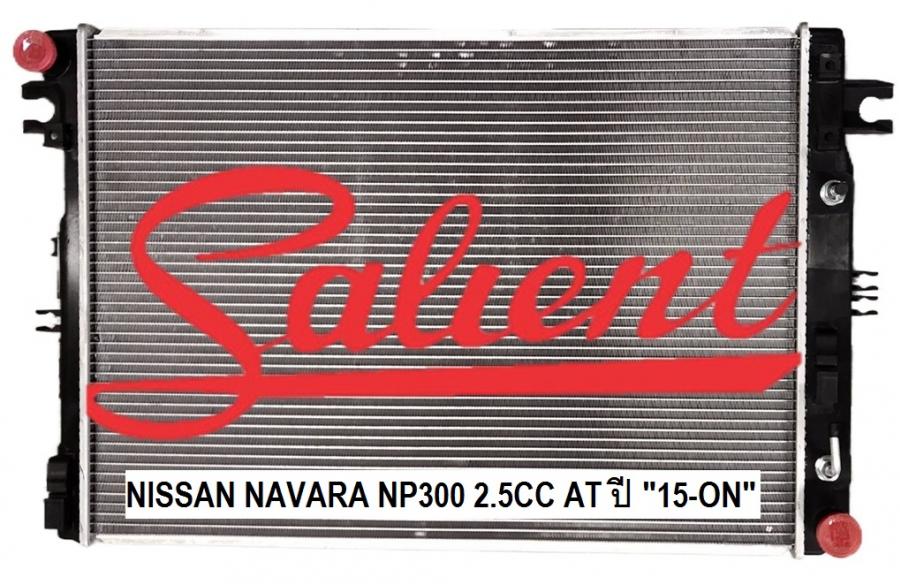 Salient
NISSAN NAVARA NP300 2.5CC AT ปี "15-ON"